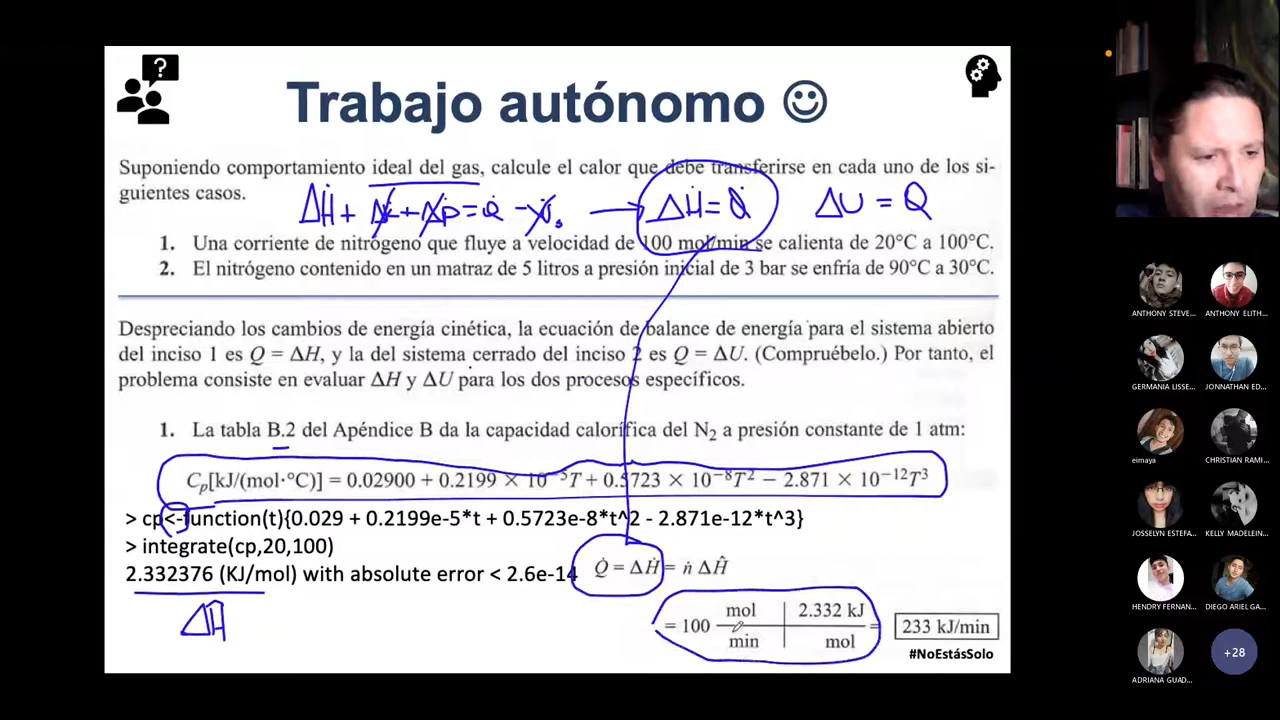 ?
Trabajo autónomo ☺
Suponiendo comportamiento ideal del gas, calcule el calor que debe transferirse en cada uno de los si-
guientes casos.
ΔḢ + Δk̇ + Δṗ = Q̇ - ẇs → ΔḢ = Q̇ ΔU = Q
1. Una corriente de nitrógeno que fluye a velocidad de 100 mol/min se calienta de 20°C a 100°C.
2. El nitrógeno contenido en un matraz de 5 litros a presión inicial de 3 bar se enfría de 90°C a 30°C.
Despreciando los cambios de energía cinética, la ecuación de balance de energía para el sistema abierto
del inciso 1 es Q = ΔH, y la del sistema cerrado del inciso 2 es Q = ΔU. (Compruébelo.) Por tanto, el
problema consiste en evaluar ΔH y ΔU para los dos procesos específicos.
1. La tabla B.2 del Apéndice B da la capacidad calorífica del N₂ a presión constante de 1 atm:
Cp[kJ/(mol·°C)] = 0.02900 + 0.2199 × 10⁻⁵T + 0.5723 × 10⁻⁸T² − 2.871 × 10⁻¹²T³
> cp<-function(t){0.029 + 0.2199e-5*t + 0.5723e-8*t^2 - 2.871e-12*t^3}
> integrate(cp,20,100)
2.332376 (KJ/mol) with absolute error < 2.6e-14
Q̇ = ΔḢ = ṅ ΔĤ
ΔĤ
= 100 mol/min | 2.332 kJ/mol = 233 kJ/min
#NoEstásSolo
ANTHONY STEVE...
ANTHONY ELITH...
GERMANIA LISSE...
JONNATHAN ED...
eimaya
CHRISTIAN RAMI...
JOSSELYN ESTEFA...
KELLY MADELEIN...
HENDRY FERNAN...
DIEGO ARIEL GA...
ADRIANA GUAD...
+28